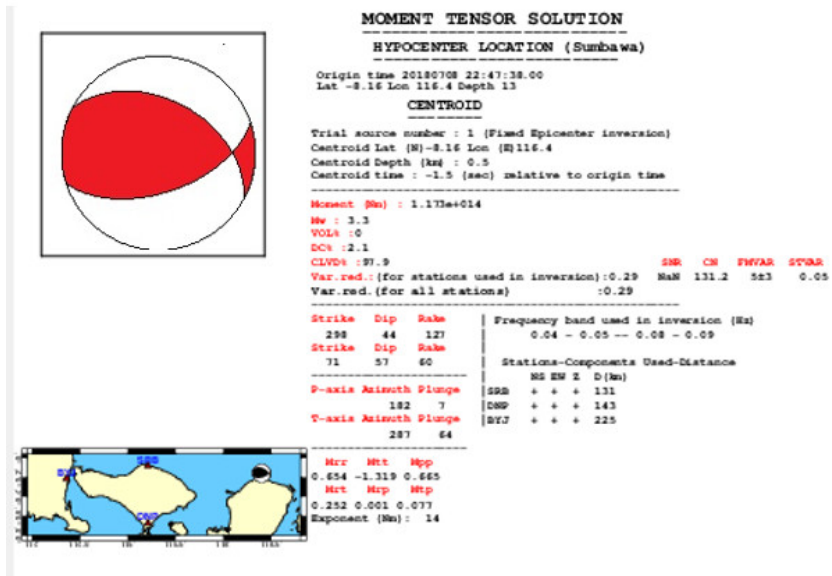 MOMENT TENSOR SOLUTION
HYPOCENTER LOCATION (Sumbawa)
Origin time 20180708 22:47:38.00
Lat -8.16 Lon 116.4 Depth 13
CENTROID
Trial source number : 1 (Fixed Epicenter inversion)
Centroid Lat (N)-8.16 Lon (E)116.4
Centroid Depth (km) : 0.5
Centroid time : -1.5 (sec) relative to origin time
Moment (Nm) : 1.173e+014
Mw : 3.3
VOL% :0
DC% :2.1
CLVD% :97.9 SNR CN FMVAR STVAR
Var.red.:(for stations used in inversion):0.29 NaN 131.2 5±3 0.05
Var.red.(for all stations) :0.29
Strike Dip Rake
298 44 127
Strike Dip Rake
71 57 60
P-axis Azimuth Plunge
182 7
T-axis Azimuth Plunge
287 64
Mrr Mtt Mpp
0.654 -1.319 0.665
Mrt Mrp Mtp
0.252 0.001 0.077
Exponent (Nm): 14
Frequency band used in inversion (Hz)
0.04 - 0.05 -- 0.08 - 0.09
Stations-Components Used-Distance
NS EW Z D(km)
SRB + + + 131
DNP + + + 143
BYJ + + + 225
SRB
BYJ
DNP